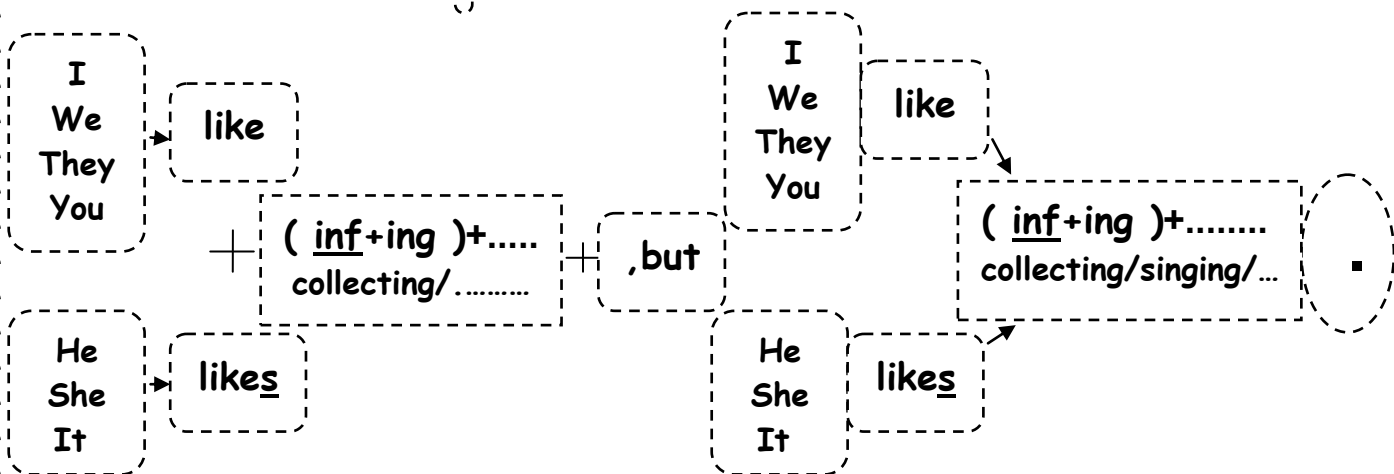 I
We
They
You
like
( inf+ing )+.....
collecting/.………
,but
He
She
It
likes
I
We
They
You
like
( inf+ing )+........
collecting/singing/…
.
He
She
It
likes